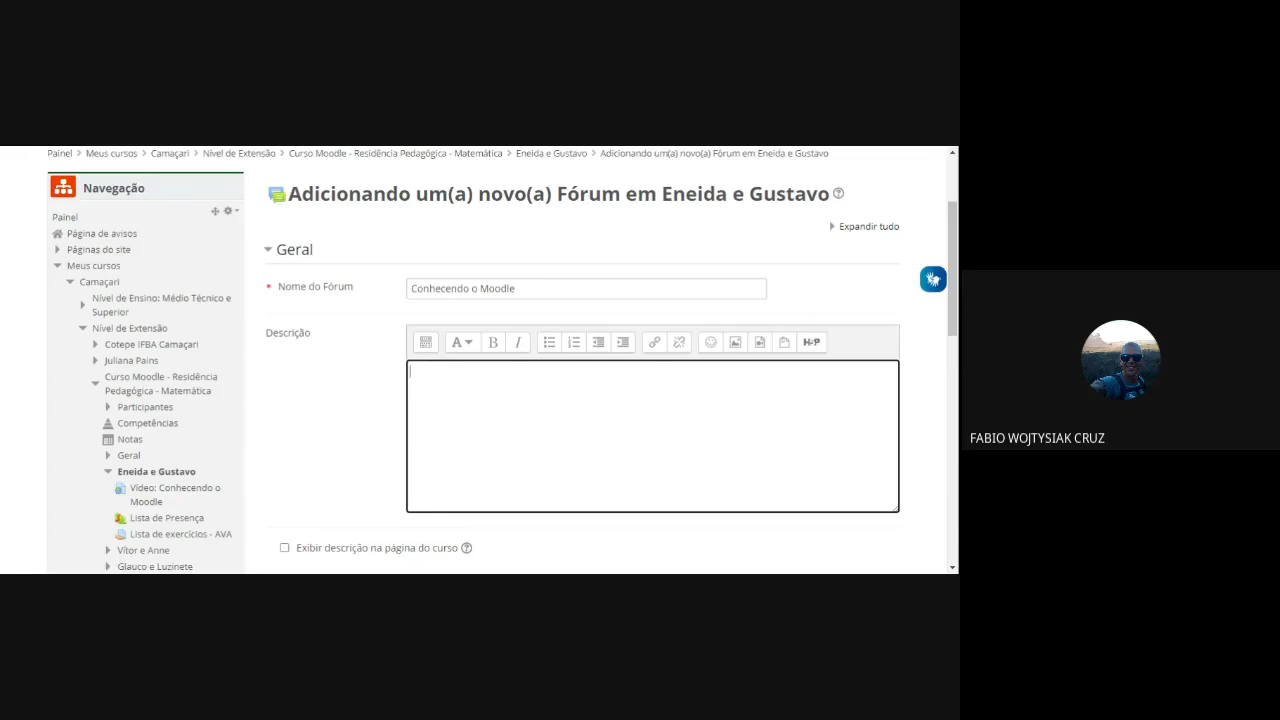 Painel > Meus cursos > Camaçari > Nível de Extensão > Curso Moodle - Residência Pedagógica - Matemática > Eneida e Gustavo > Adicionando um(a) novo(a) Fórum em Eneida e Gustavo
Navegação
Painel
Página de avisos
Páginas do site
Meus cursos
Camaçari
Nível de Ensino: Médio Técnico e
Superior
Nível de Extensão
Cotepe IFBA Camaçari
Juliana Pains
Curso Moodle - Residência
Pedagógica - Matemática
Participantes
Competências
Notas
Geral
Eneida e Gustavo
Vídeo: Conhecendo o
Moodle
Lista de Presença
Lista de exercícios - AVA
Vitor e Anne
Glauco e Luzinete
Adicionando um(a) novo(a) Fórum em Eneida e Gustavo
Expandir tudo
Geral
* Nome do Fórum
Conhecendo o Moodle
Descrição
A B I H-P
Exibir descrição na página do curso
FABIO WOJTYSIAK CRUZ